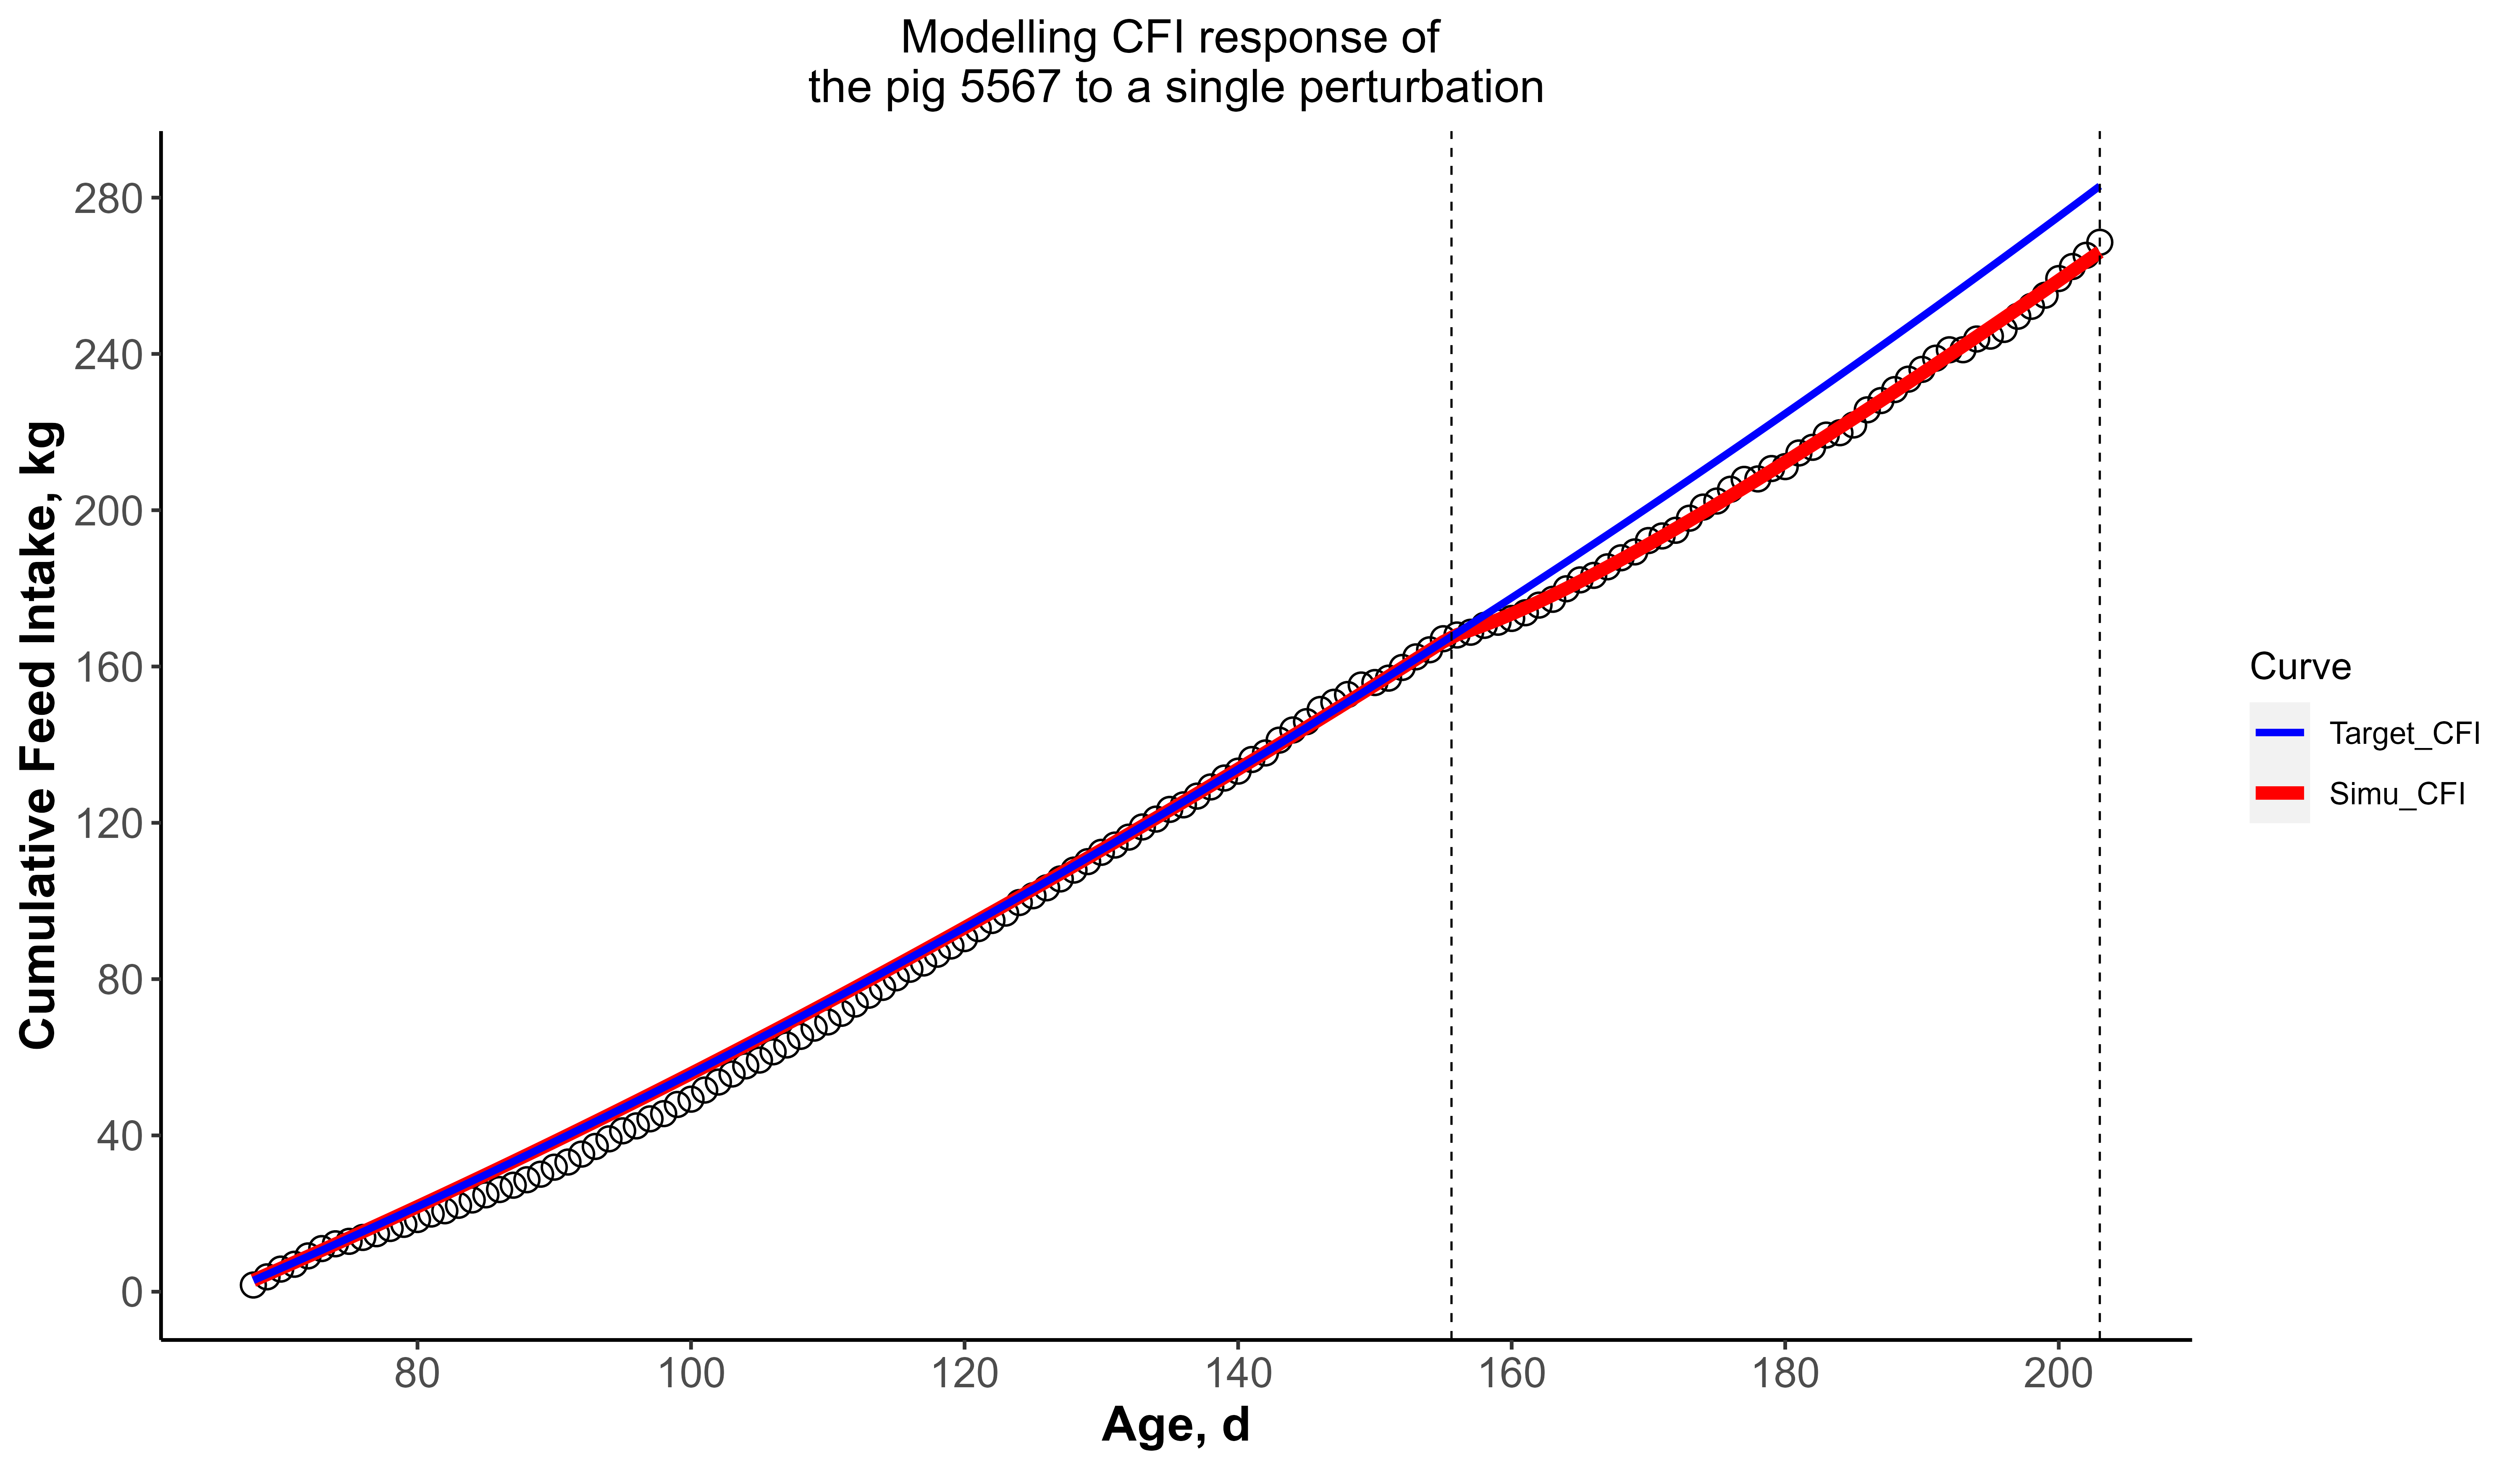 Modelling CFI response of
the pig 5567 to a single perturbation
Cumulative Feed Intake, kg
280
240
200
160
120
80
40
0
80 100 120 140 160 180 200
Age, d
Curve
Target_CFI
Simu_CFI